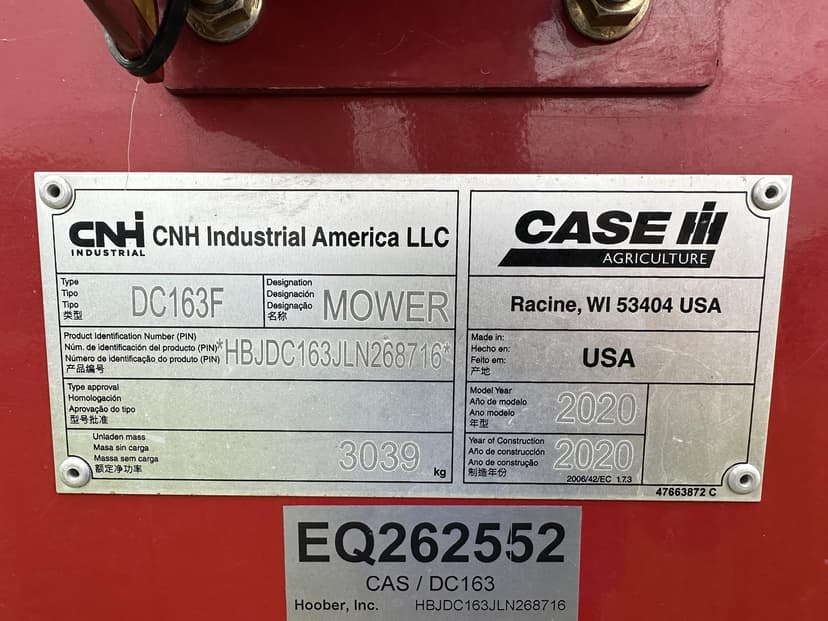 CNH INDUSTRIAL CNH Industrial America LLC
Type
Tipo
Tipo
类型
DC163F
Designation
Designación
Designação
名称
MOWER
Product Identification Number (PIN)
Núm. de identificación del producto (PIN)
Número de identificação do produto (PIN)
产品编号
*HBJDC163JLN268716*
Type approval
Homologación
Aprovação do tipo
型号批准
Unladen mass
Masa sin carga
Massa sem carga
额定净功率
3039 kg
CASE IH
AGRICULTURE
Racine, WI 53404 USA
Made in:
Hecho en:
Feito em:
产地
USA
Model Year
Año de modelo
Ano modelo
年型
2020
Year of Construction
Año de construcción
Ano de construção
制造年份
2020
2006/42/EC 1.7.3
47663872 C
EQ262552
CAS / DC163
Hoober, Inc. HBJDC163JLN268716